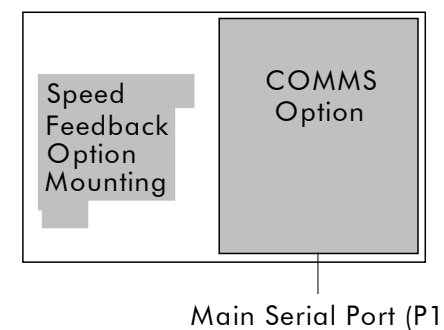 Speed
Feedback
Option
Mounting
COMMS
Option
Main Serial Port (P1